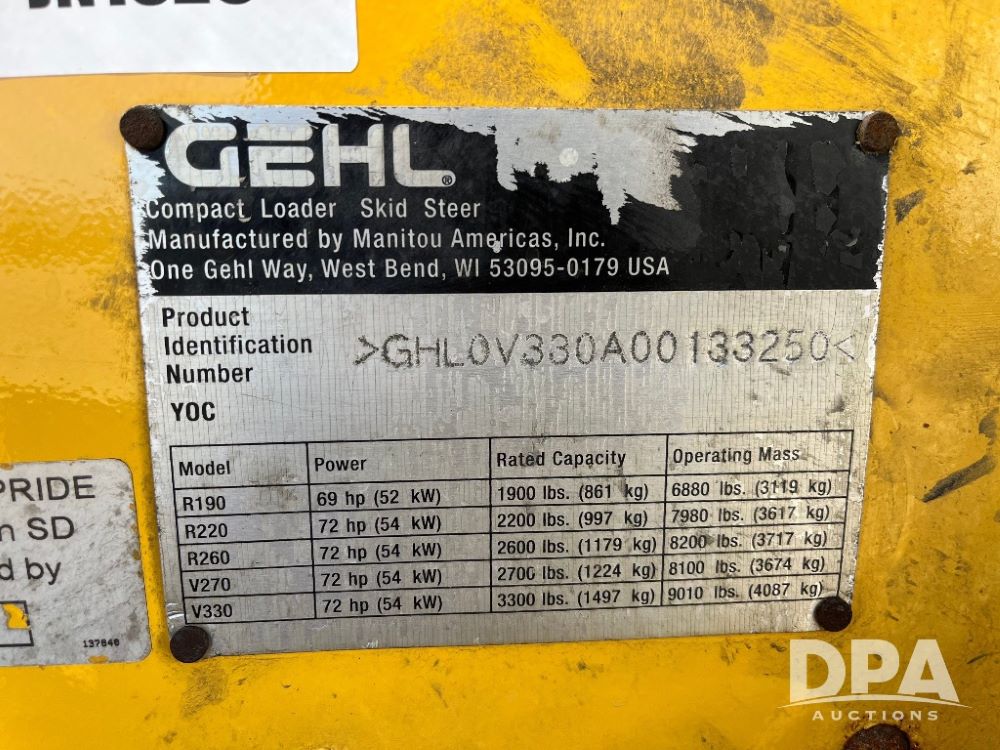 GEHL®
Compact Loader Skid Steer
Manufactured by Manitou Americas, Inc.
One Gehl Way, West Bend, WI 53095-0179 USA
Product
Identification
Number
>GHL0V330A00133250<
YOC
Model Power Rated Capacity Operating Mass
R190 69 hp (52 kW) 1900 lbs. (861 kg) 6880 lbs. (3119 kg)
R220 72 hp (54 kW) 2200 lbs. (997 kg) 7980 lbs. (3617 kg)
R260 72 hp (54 kW) 2600 lbs. (1179 kg) 8200 lbs. (3717 kg)
V270 72 hp (54 kW) 2700 lbs. (1224 kg) 8100 lbs. (3674 kg)
V330 72 hp (54 kW) 3300 lbs. (1497 kg) 9010 lbs. (4087 kg)
PRIDE
n SD
d by
137848
DPA
AUCTIONS